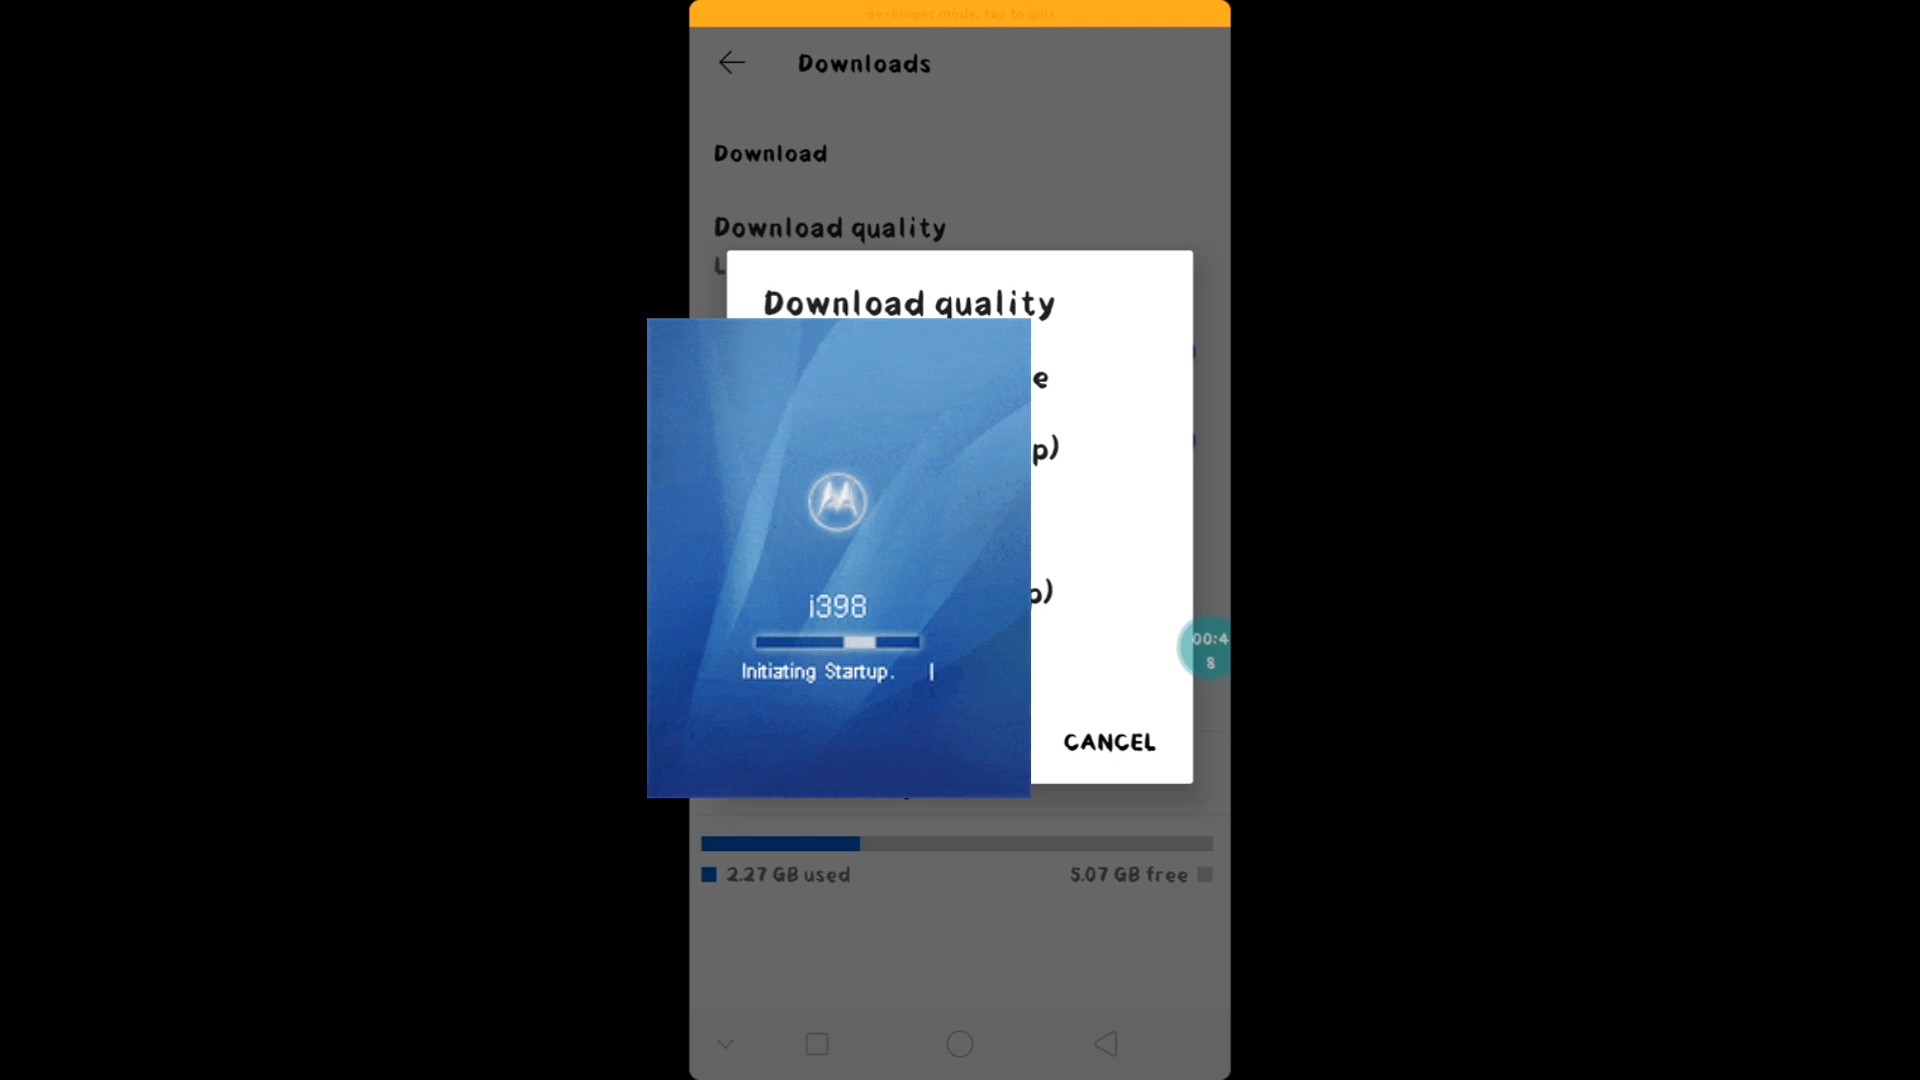 developer mode, tap to quit
Downloads
Download
Download quality
L
Download quality
e
p)
i398
p)
00:4
8
Initiating Startup.
CANCEL
2.27 GB used
5.07 GB free